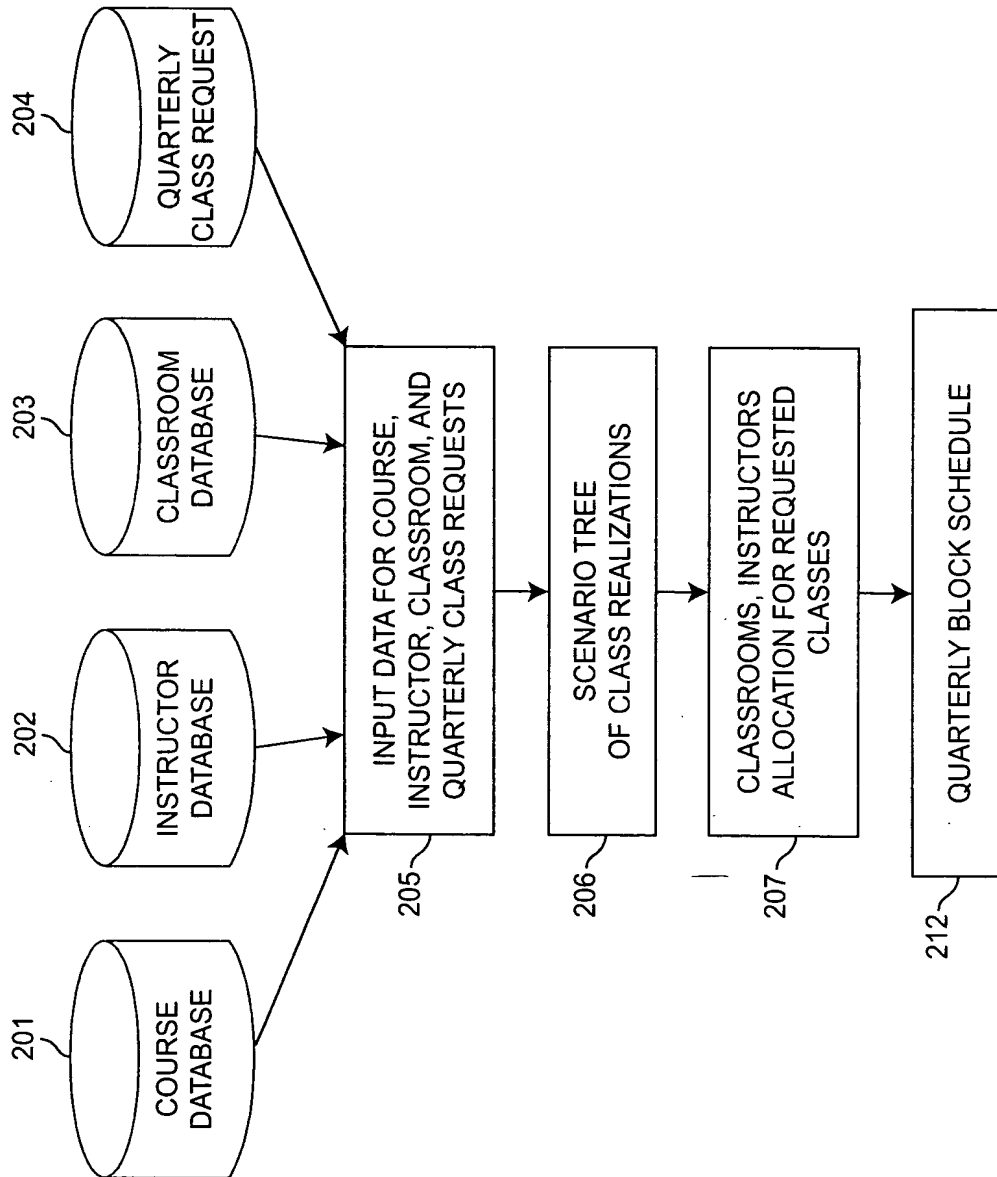 201
COURSE
DATABASE
202
INSTRUCTOR
DATABASE
203
CLASSROOM
DATABASE
204
QUARTERLY
CLASS REQUEST
INPUT DATA FOR COURSE,
INSTRUCTOR, CLASSROOM, AND
QUARTERLY CLASS REQUESTS
205
SCENARIO TREE
OF CLASS REALIZATIONS
206
CLASSROOMS, INSTRUCTORS
ALLOCATION FOR REQUESTED
CLASSES
207
QUARTERLY BLOCK SCHEDULE
212